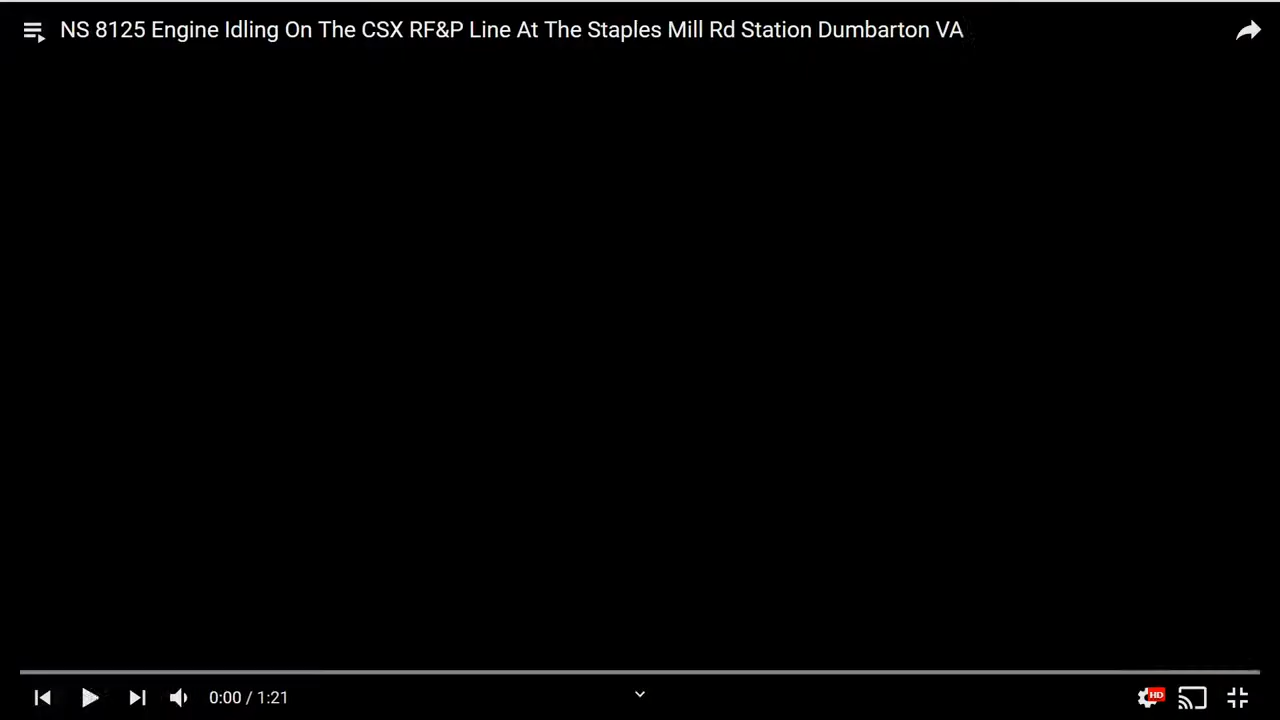 NS 8125 Engine Idling On The CSX RF&P Line At The Staples Mill Rd Station Dumbarton VA
0:00 / 1:21
HD